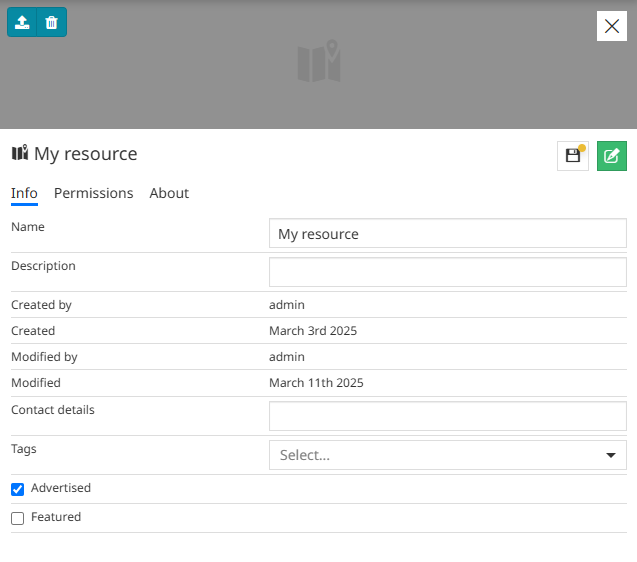 My resource
Info Permissions About
Name My resource
Description
Created by admin
Created March 3rd 2025
Modified by admin
Modified March 11th 2025
Contact details
Tags Select...
Advertised
Featured